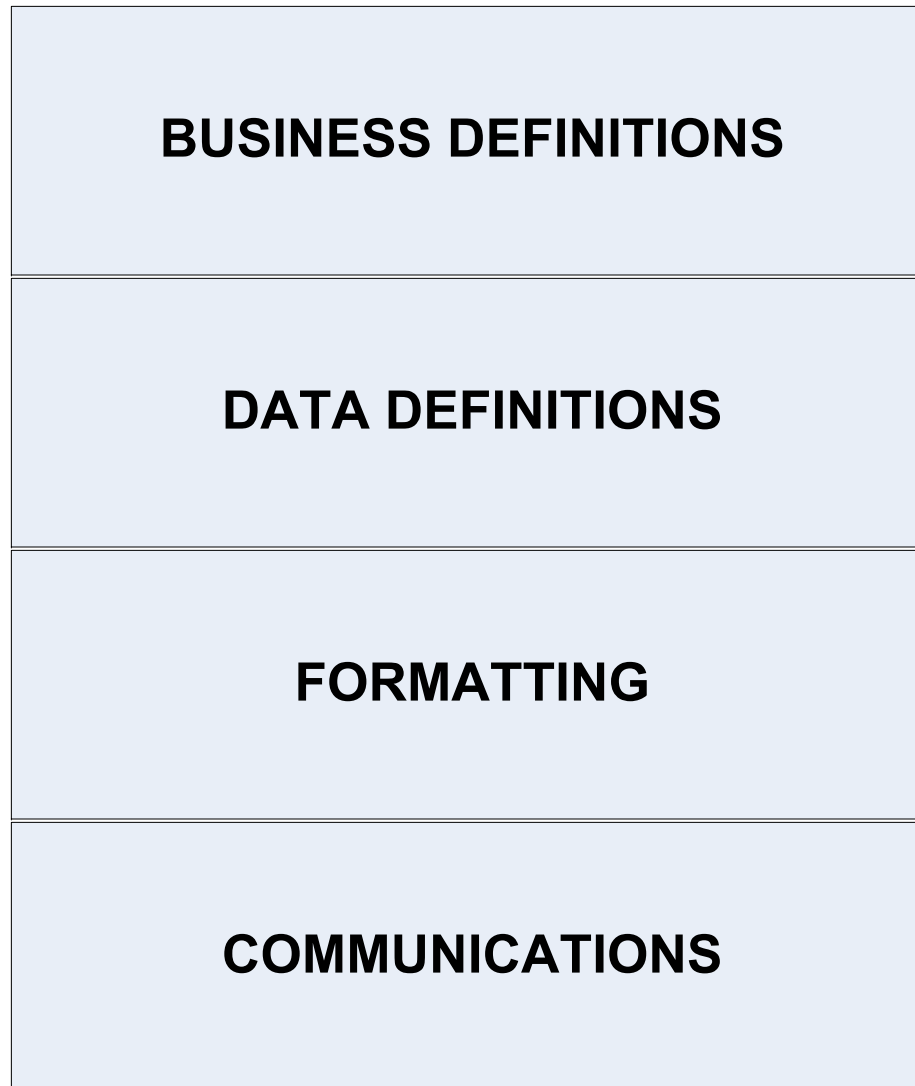 BUSINESS DEFINITIONS
DATA DEFINITIONS
FORMATTING
COMMUNICATIONS